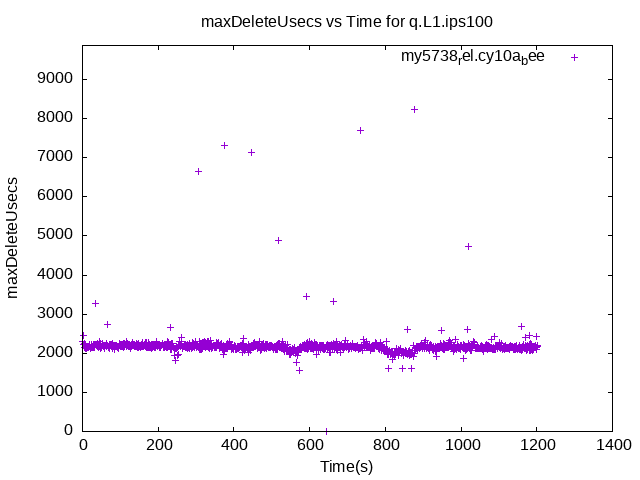 maxDeleteUsecs vs Time for q.L1.ips100
my5738rel.cy10abee
9000
8000
7000
6000
5000
4000
3000
2000
1000
0
maxDeleteUsecs
0 200 400 600 800 1000 1200 1400
Time(s)